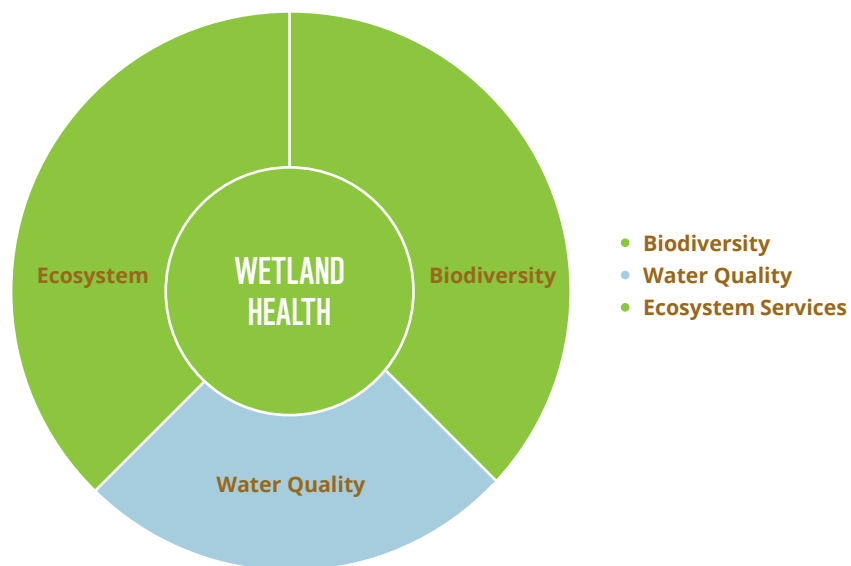 Ecosystem
WETLAND
HEALTH
Biodiversity
Water Quality
Biodiversity
Water Quality
Ecosystem Services